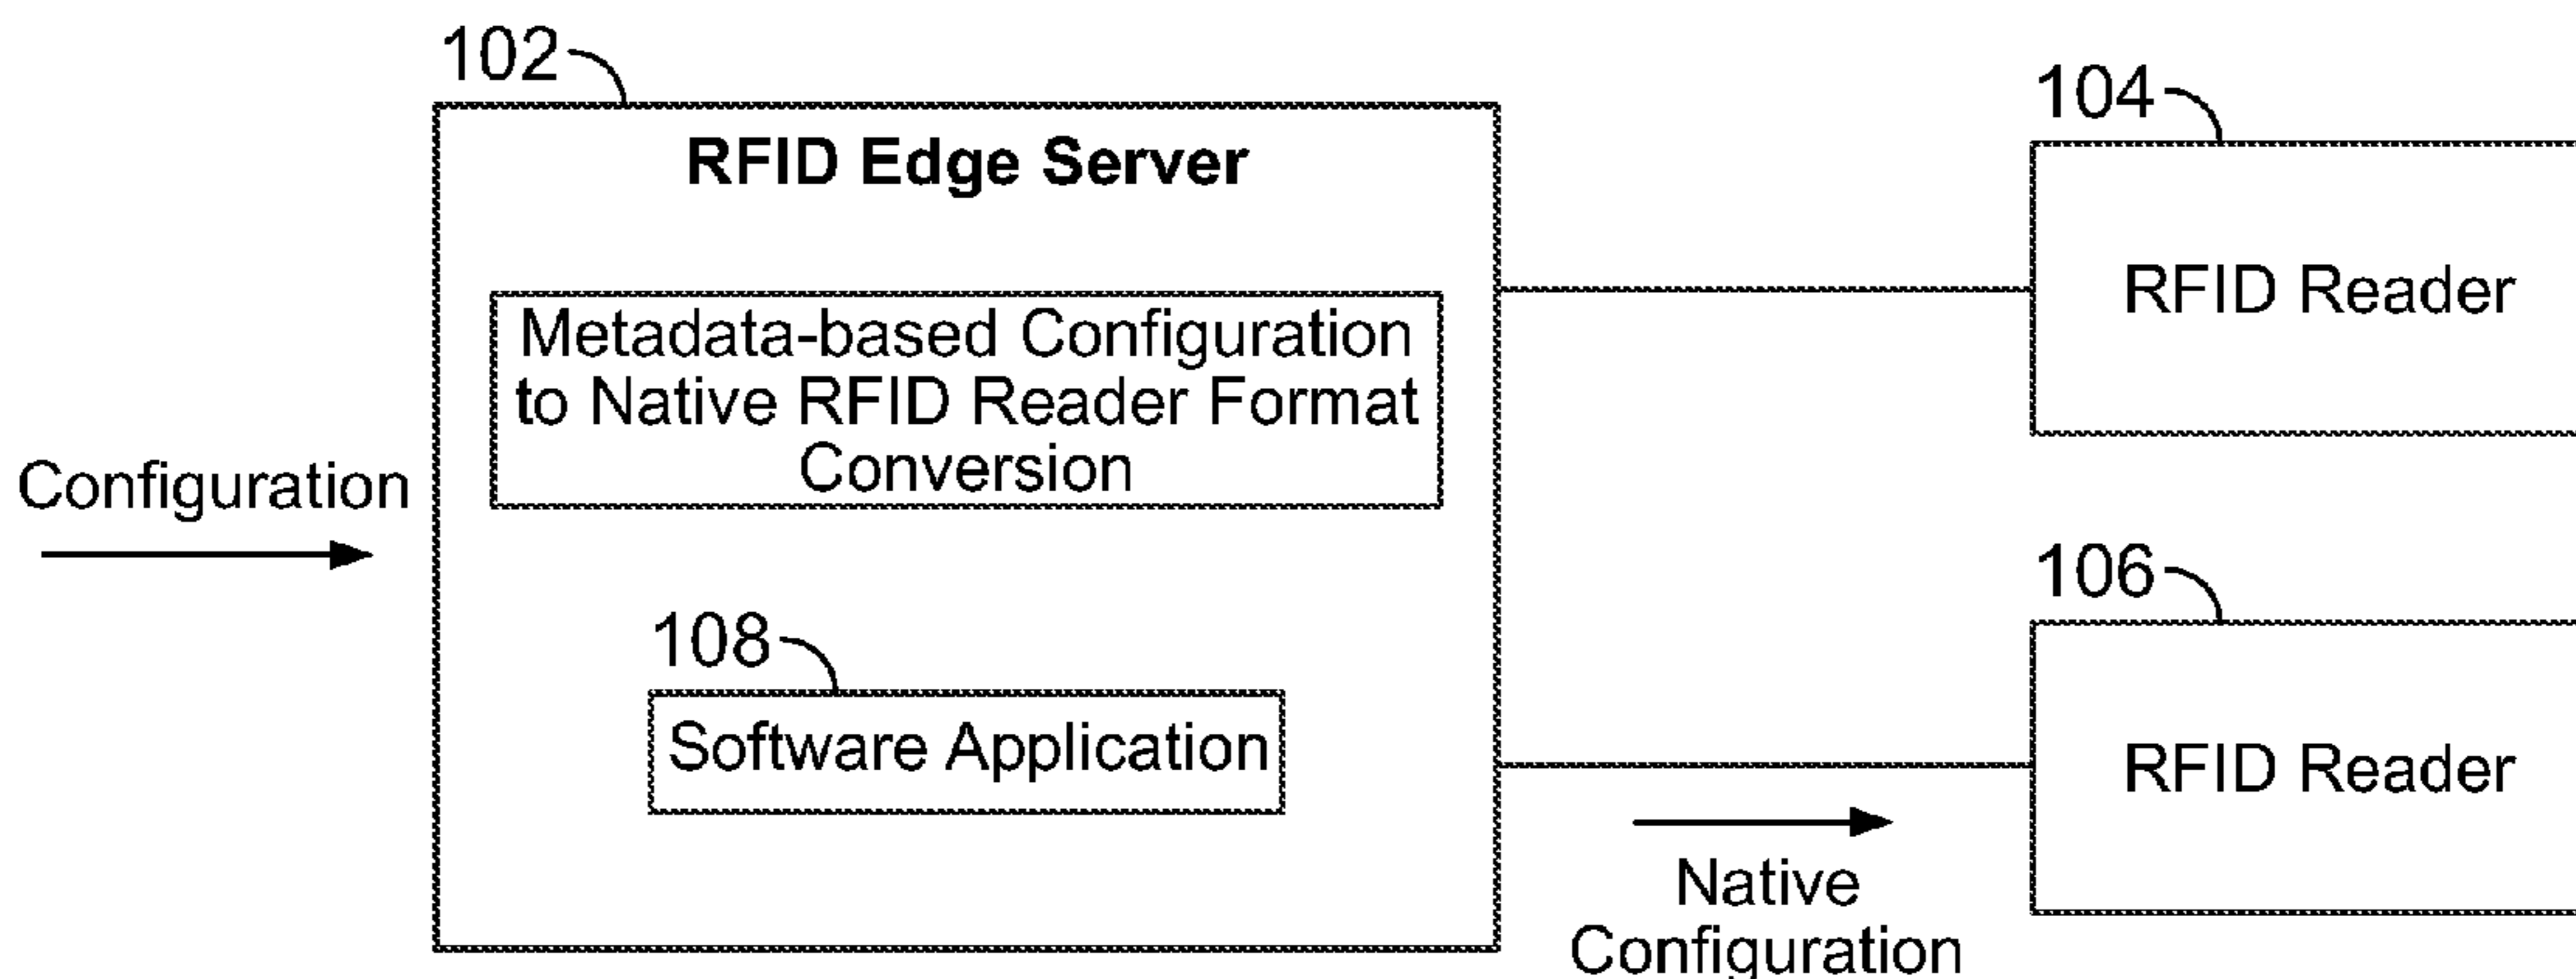 102
RFID Edge Server
Metadata-based Configuration
to Native RFID Reader Format
Conversion
108
Software Application
Configuration
104
RFID Reader
106
RFID Reader
Native
Configuration